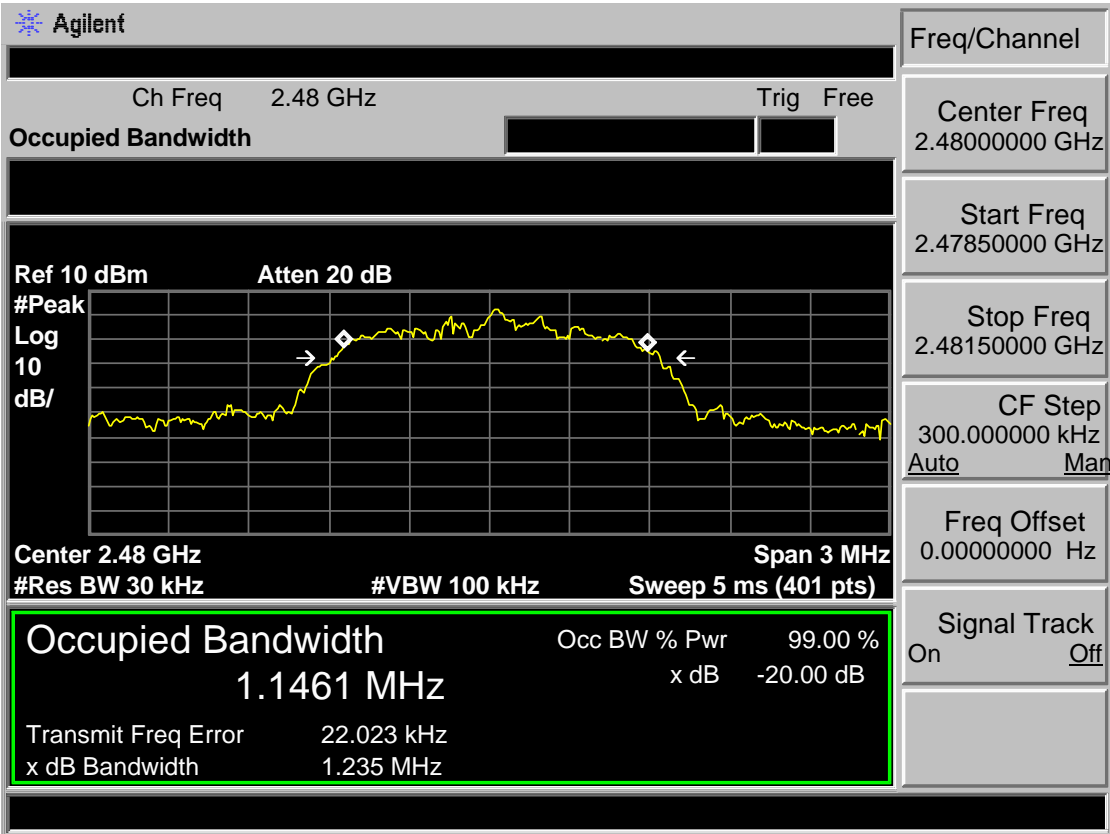 Agilent
Freq/Channel
Ch Freq 2.48 GHz Trig Free
Occupied Bandwidth
Center Freq
2.48000000 GHz
Start Freq
2.47850000 GHz
Stop Freq
2.48150000 GHz
CF Step
300.000000 kHz
Auto Man
Freq Offset
0.00000000 Hz
Signal Track
On Off
Ref 10 dBm Atten 20 dB
#Peak
Log
10
dB/
Center 2.48 GHz Span 3 MHz
#Res BW 30 kHz #VBW 100 kHz Sweep 5 ms (401 pts)
Occupied Bandwidth Occ BW % Pwr 99.00 %
1.1461 MHz x dB -20.00 dB
Transmit Freq Error 22.023 kHz
x dB Bandwidth 1.235 MHz